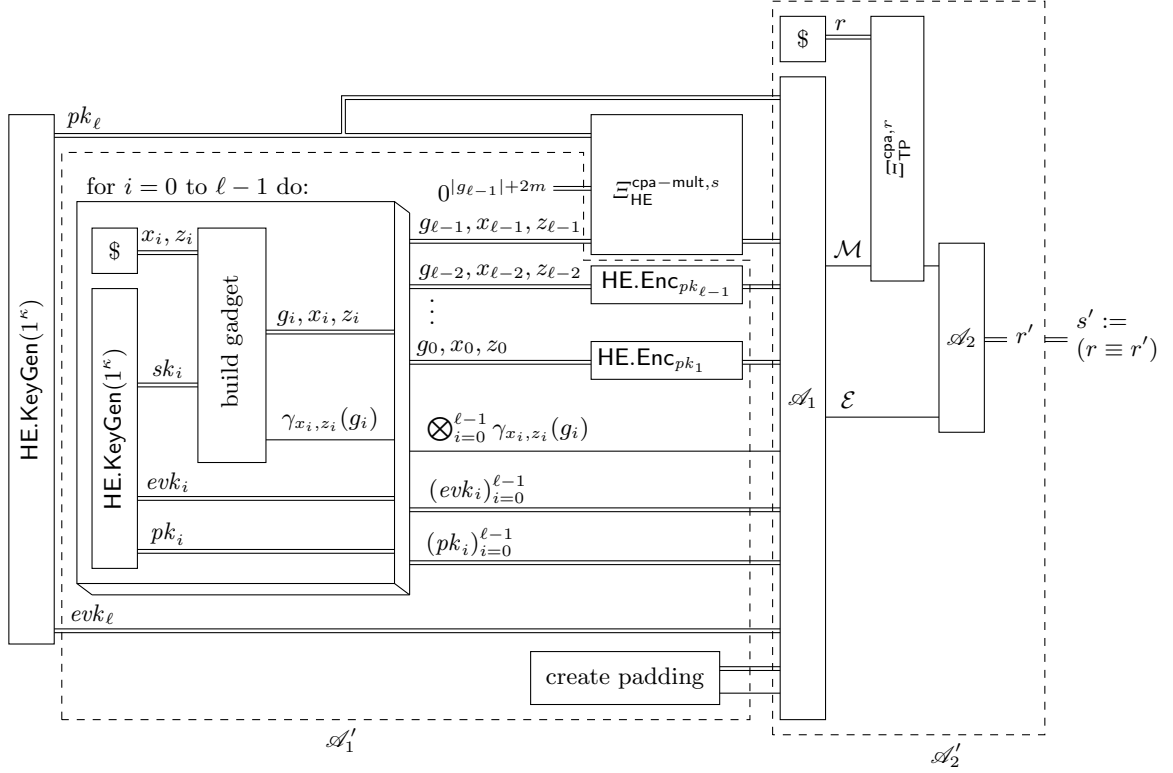 $ r
pk_ℓ
Ξ_TP^{cpa,r}
for i = 0 to ℓ − 1 do:
0^{|g_{ℓ−1}|+2m}
Ξ_HE^{cpa−mult,s}
$ x_i, z_i
g_{ℓ−1}, x_{ℓ−1}, z_{ℓ−1}
ℳ
g_{ℓ−2}, x_{ℓ−2}, z_{ℓ−2} HE.Enc_{pk_{ℓ−1}}
HE.KeyGen(1^κ)
HE.KeyGen(1^κ)
build gadget
g_i, x_i, z_i
⋮
g_0, x_0, z_0 HE.Enc_{pk_1}
𝒜_2 r′ s′ :=
(r ≡ r′)
sk_i
𝒜_1 ℰ
γ_{x_i,z_i}(g_i) ⨂_{i=0}^{ℓ−1} γ_{x_i,z_i}(g_i)
evk_i (evk_i)_{i=0}^{ℓ−1}
pk_i (pk_i)_{i=0}^{ℓ−1}
evk_ℓ
create padding
𝒜_1′
𝒜_2′